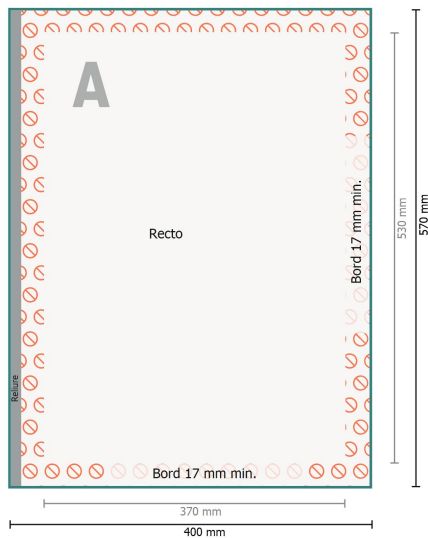 A
Recto
Bord 17 mm min.
530 mm
570 mm
Reliure
Bord 17 mm min.
370 mm
400 mm